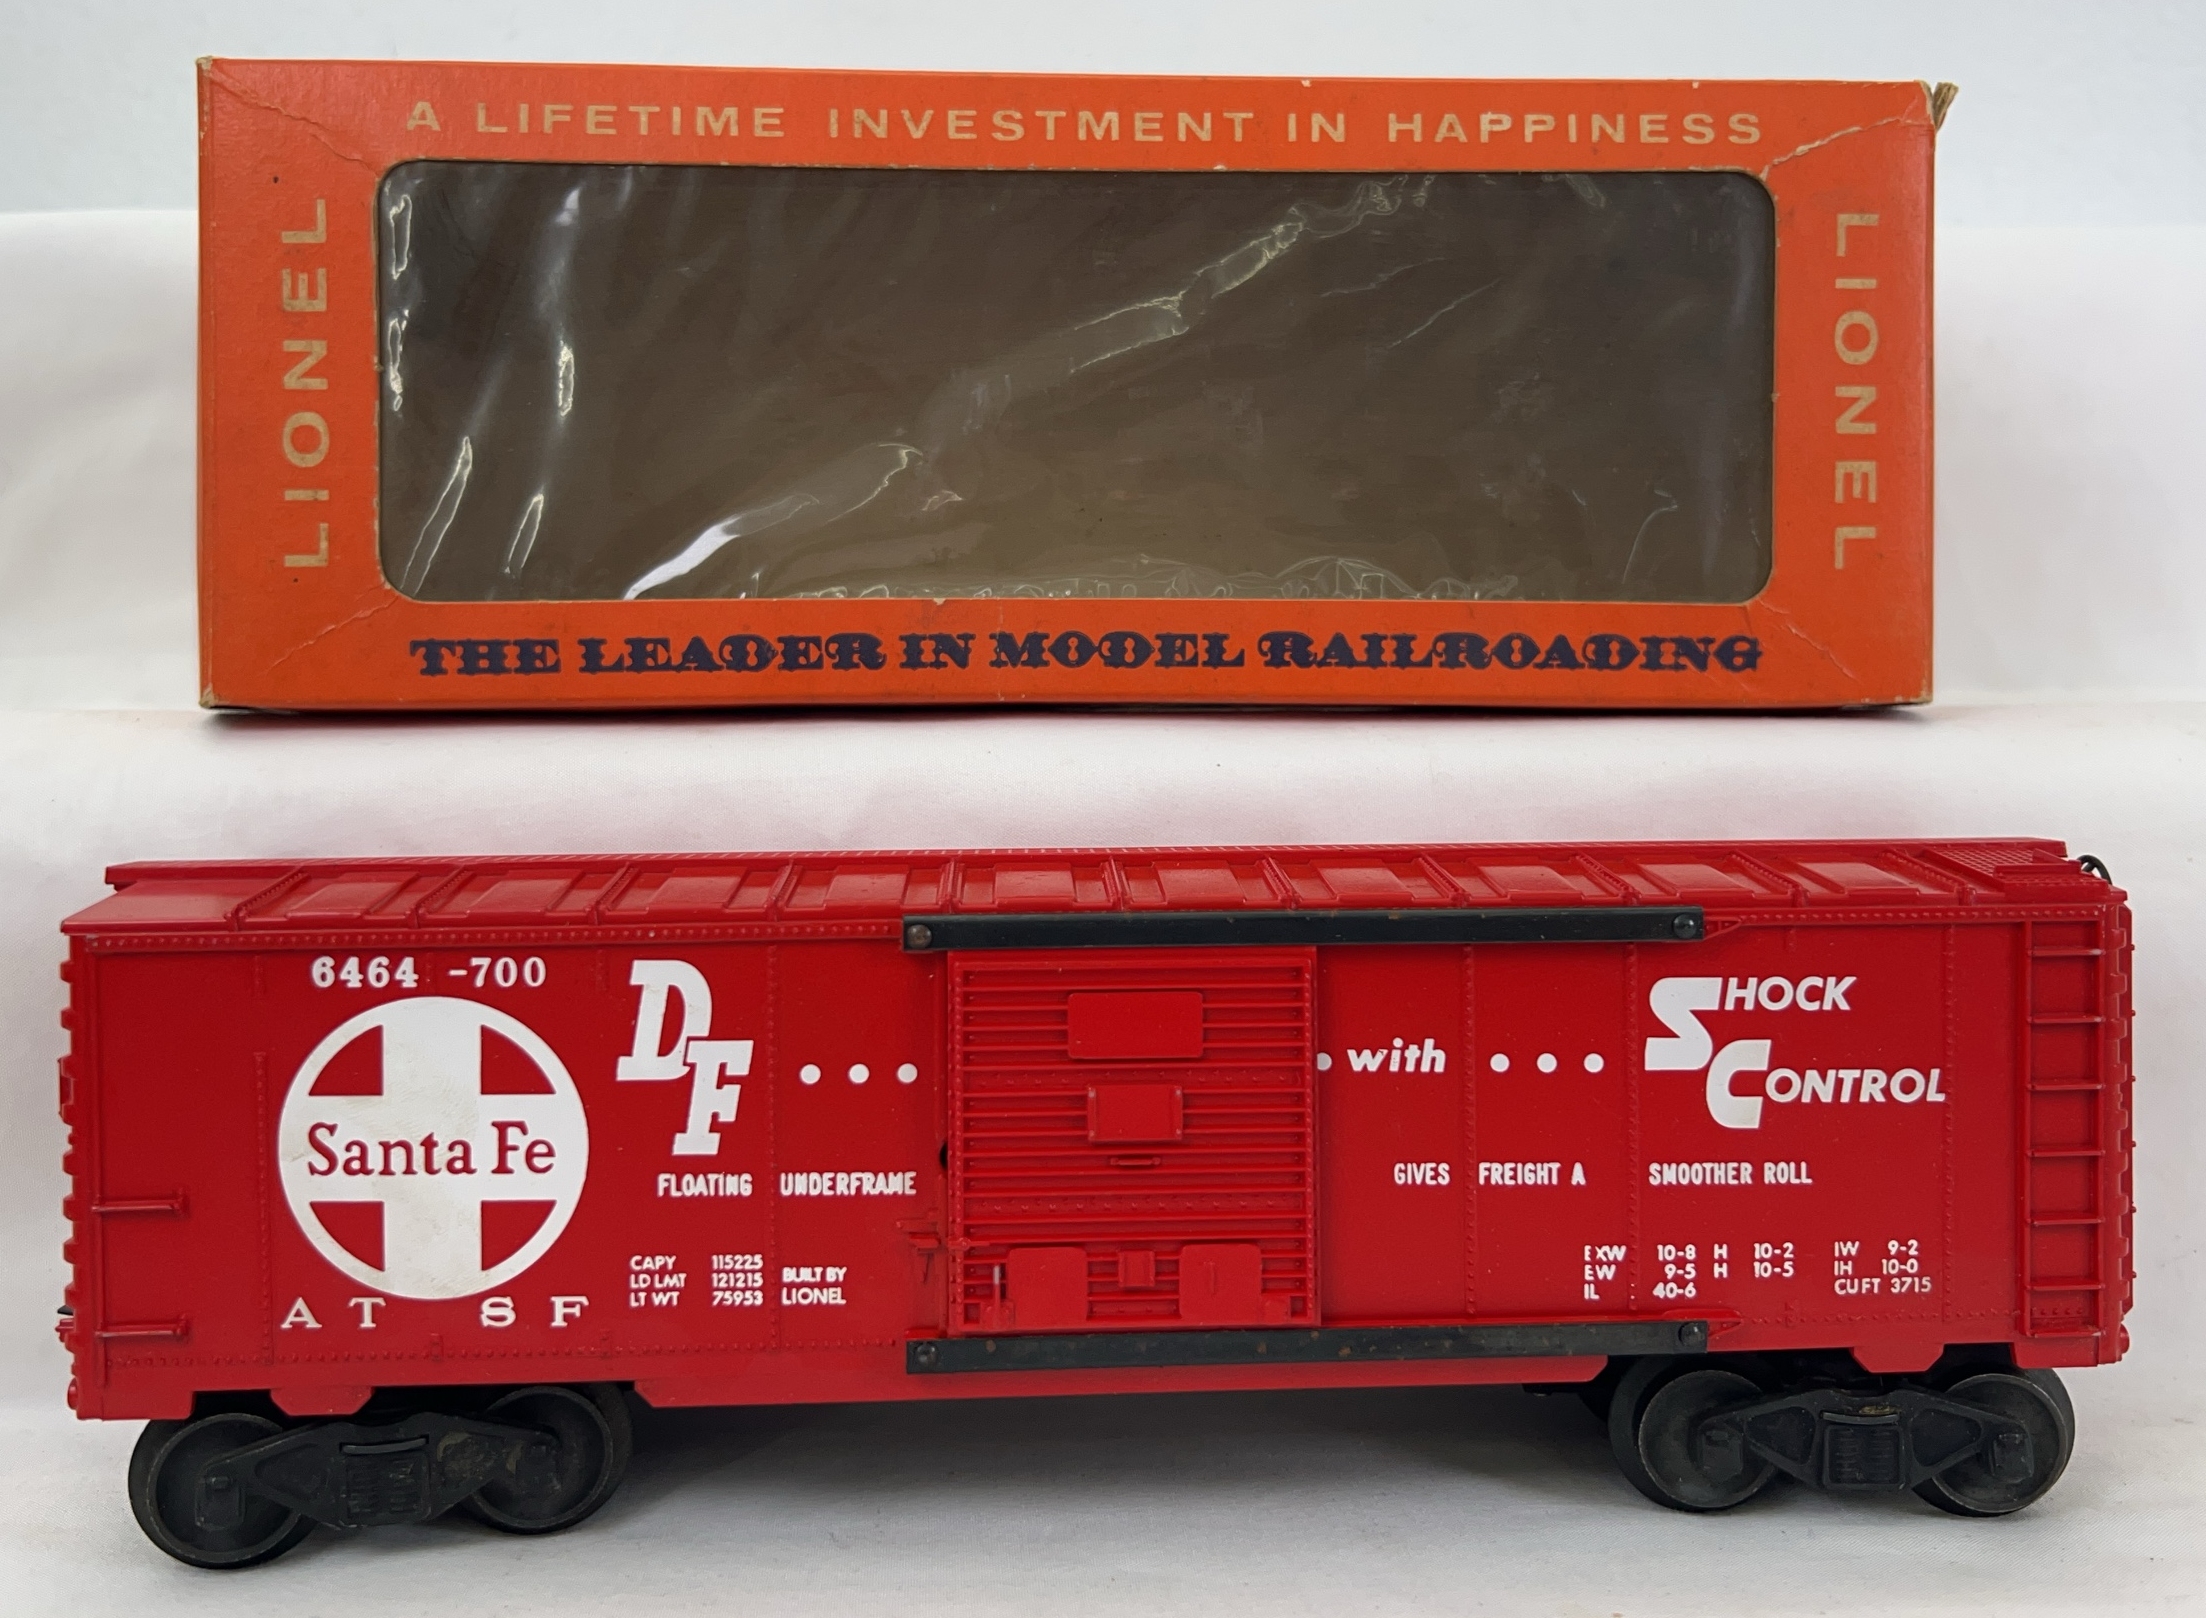 A LIFETIME INVESTMENT IN HAPPINESS
LIONEL
LIONEL
THE LEADER IN MODEL RAILROADING
6464 -700
Santa Fe
AT SF
DF
... . with ...
SHOCK
CONTROL
FLOATING UNDERFRAME
GIVES FREIGHT A SMOOTHER ROLL
CAPY 115225
LD LMT 121215 BUILT BY
LT WT 75953 LIONEL
EXW 10-8 H 10-2 IW 9-2
EW 9-5 H 10-5 IH 10-0
IL 40-6 CU FT 3715